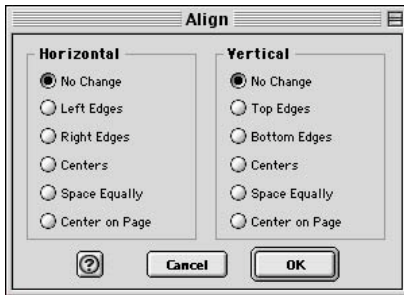 Align
Horizontal
No Change
Left Edges
Right Edges
Centers
Space Equally
Center on Page
Vertical
No Change
Top Edges
Bottom Edges
Centers
Space Equally
Center on Page
?
Cancel
OK